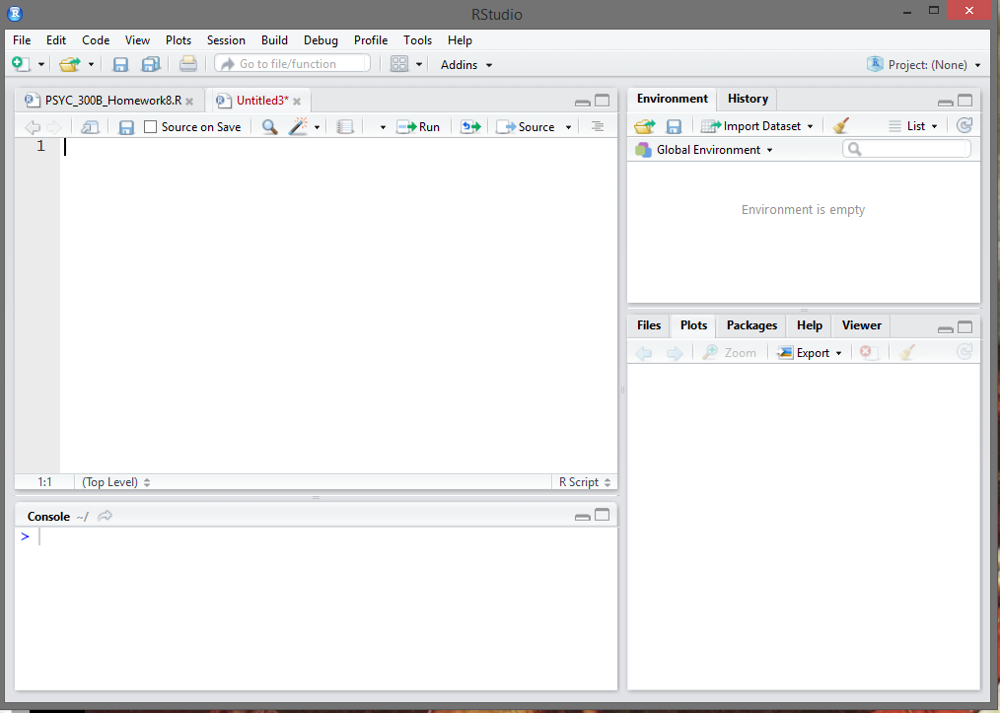 RStudio
File Edit Code View Plots Session Build Debug Profile Tools Help
Go to file/function Addins Project: (None)
PSYC_300B_Homework8.R Untitled3*
Source on Save Run Source
1
1:1 (Top Level) R Script
Console ~/
>
Environment History
Import Dataset List
Global Environment
Environment is empty
Files Plots Packages Help Viewer
Zoom Export